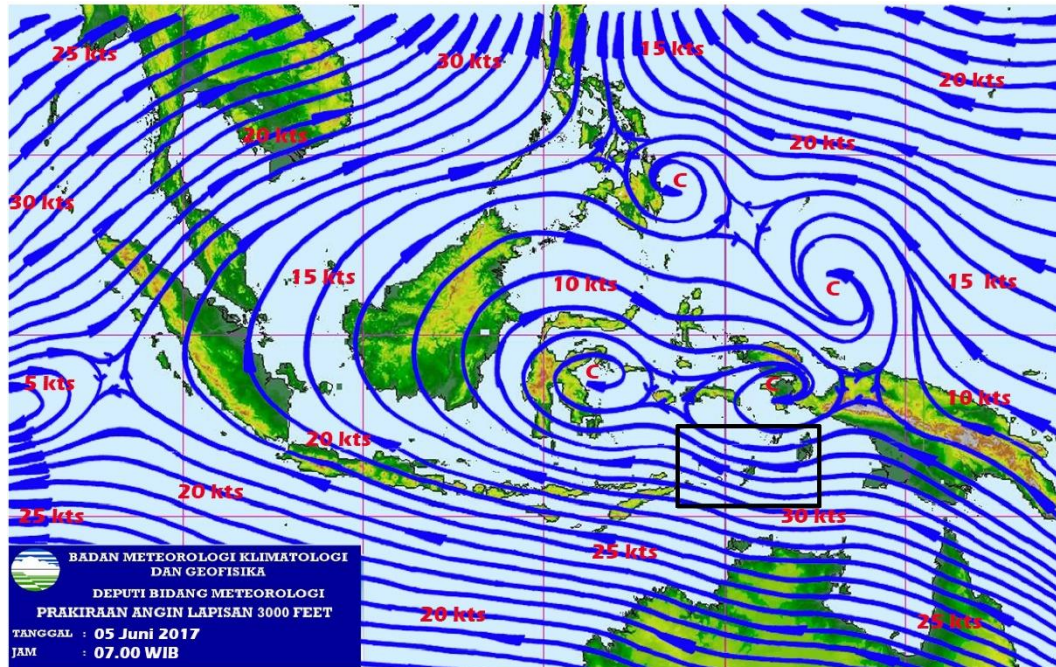 25 kts
30 kts
15 kts
20 kts
20 kts
20 kts
30 kts
C
15 kts
10 kts
C
15 kts
5 kts
C
C
10 kts
20 kts
20 kts
25 kts
30 kts
25 kts
20 kts
25 kts
BADAN METEOROLOGI KLIMATOLOGI
DAN GEOFISIKA
DEPUTI BIDANG METEOROLOGI
PRAKIRAAN ANGIN LAPISAN 3000 FEET
TANGGAL : 05 Juni 2017
JAM : 07.00 WIB